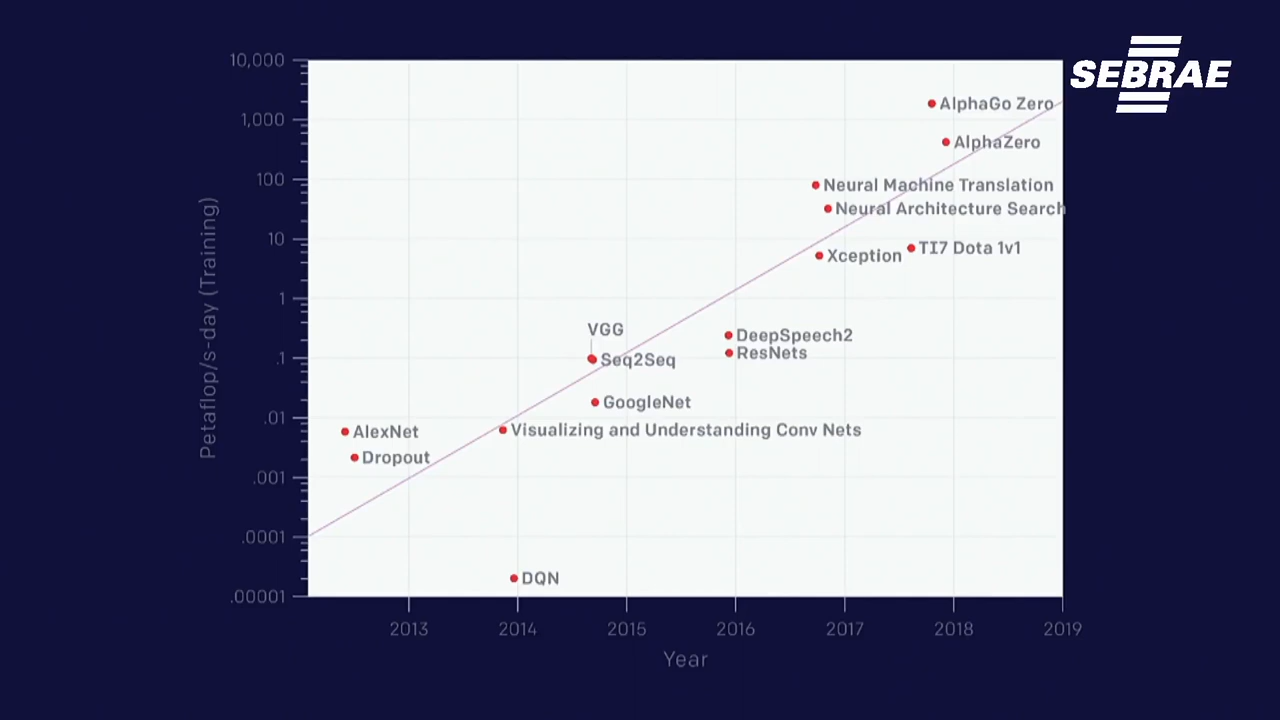 SEBRAE
10,000
1,000
100
10
1
.1
.01
.001
.0001
.00001
Petaflop/s-day (Training)
AlphaGo Zero
AlphaZero
Neural Machine Translation
Neural Architecture Search
TI7 Dota 1v1
Xception
VGG
DeepSpeech2
ResNets
Seq2Seq
GoogleNet
Visualizing and Understanding Conv Nets
AlexNet
Dropout
DQN
2013 2014 2015 2016 2017 2018 2019
Year